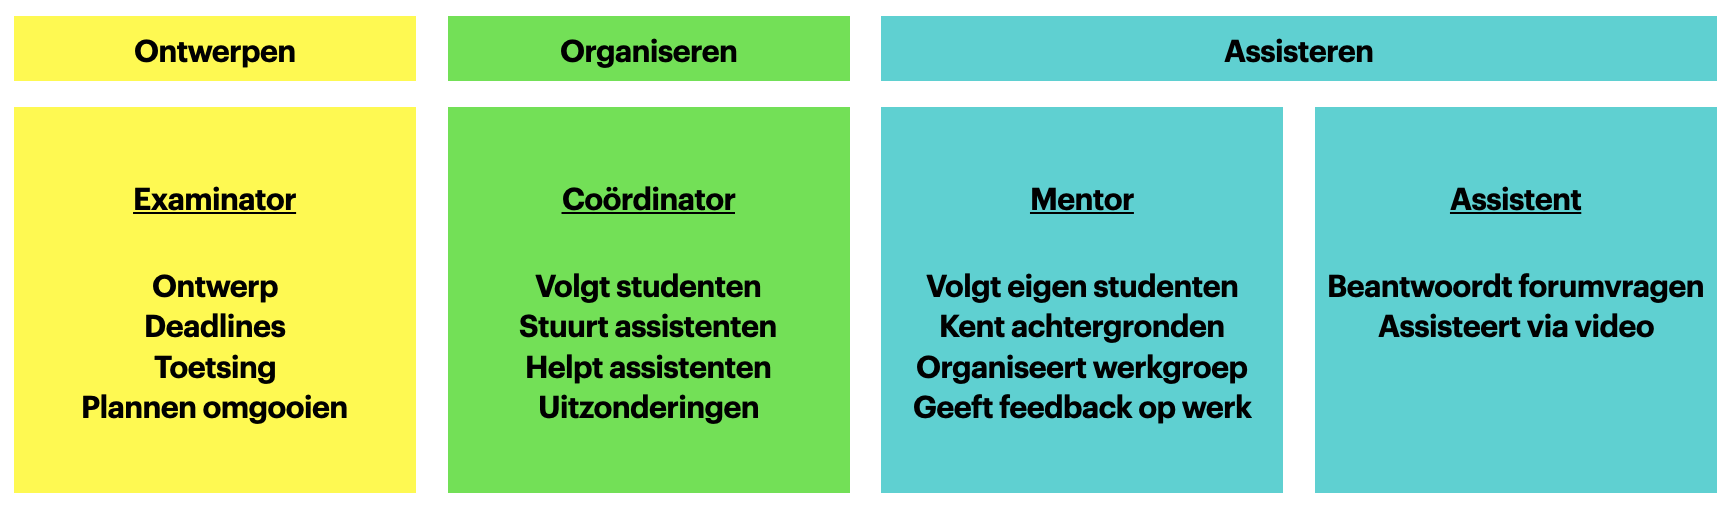 Ontwerpen
Organiseren
Assisteren
Examinator
Ontwerp
Deadlines
Toetsing
Plannen omgooien
Coördinator
Volgt studenten
Stuurt assistenten
Helpt assistenten
Uitzonderingen
Mentor
Volgt eigen studenten
Kent achtergronden
Organiseert werkgroep
Geeft feedback op werk
Assistent
Beantwoordt forumvragen
Assisteert via video